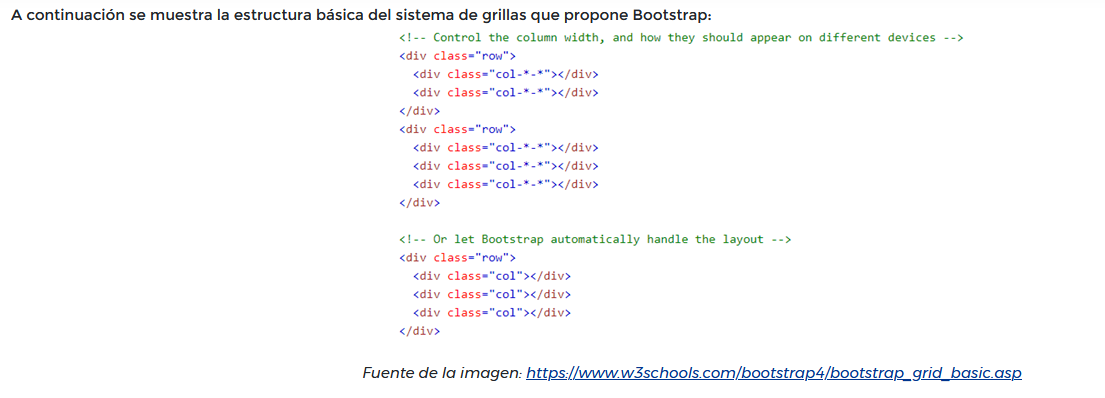 A continuación se muestra la estructura básica del sistema de grillas que propone Bootstrap:
<!-- Control the column width, and how they should appear on different devices -->
<div class="row">
  <div class="col-*-*"></div>
  <div class="col-*-*"></div>
</div>
<div class="row">
  <div class="col-*-*"></div>
  <div class="col-*-*"></div>
  <div class="col-*-*"></div>
</div>

<!-- Or let Bootstrap automatically handle the layout -->
<div class="row">
  <div class="col"></div>
  <div class="col"></div>
  <div class="col"></div>
</div>
Fuente de la imagen: https://www.w3schools.com/bootstrap4/bootstrap_grid_basic.asp